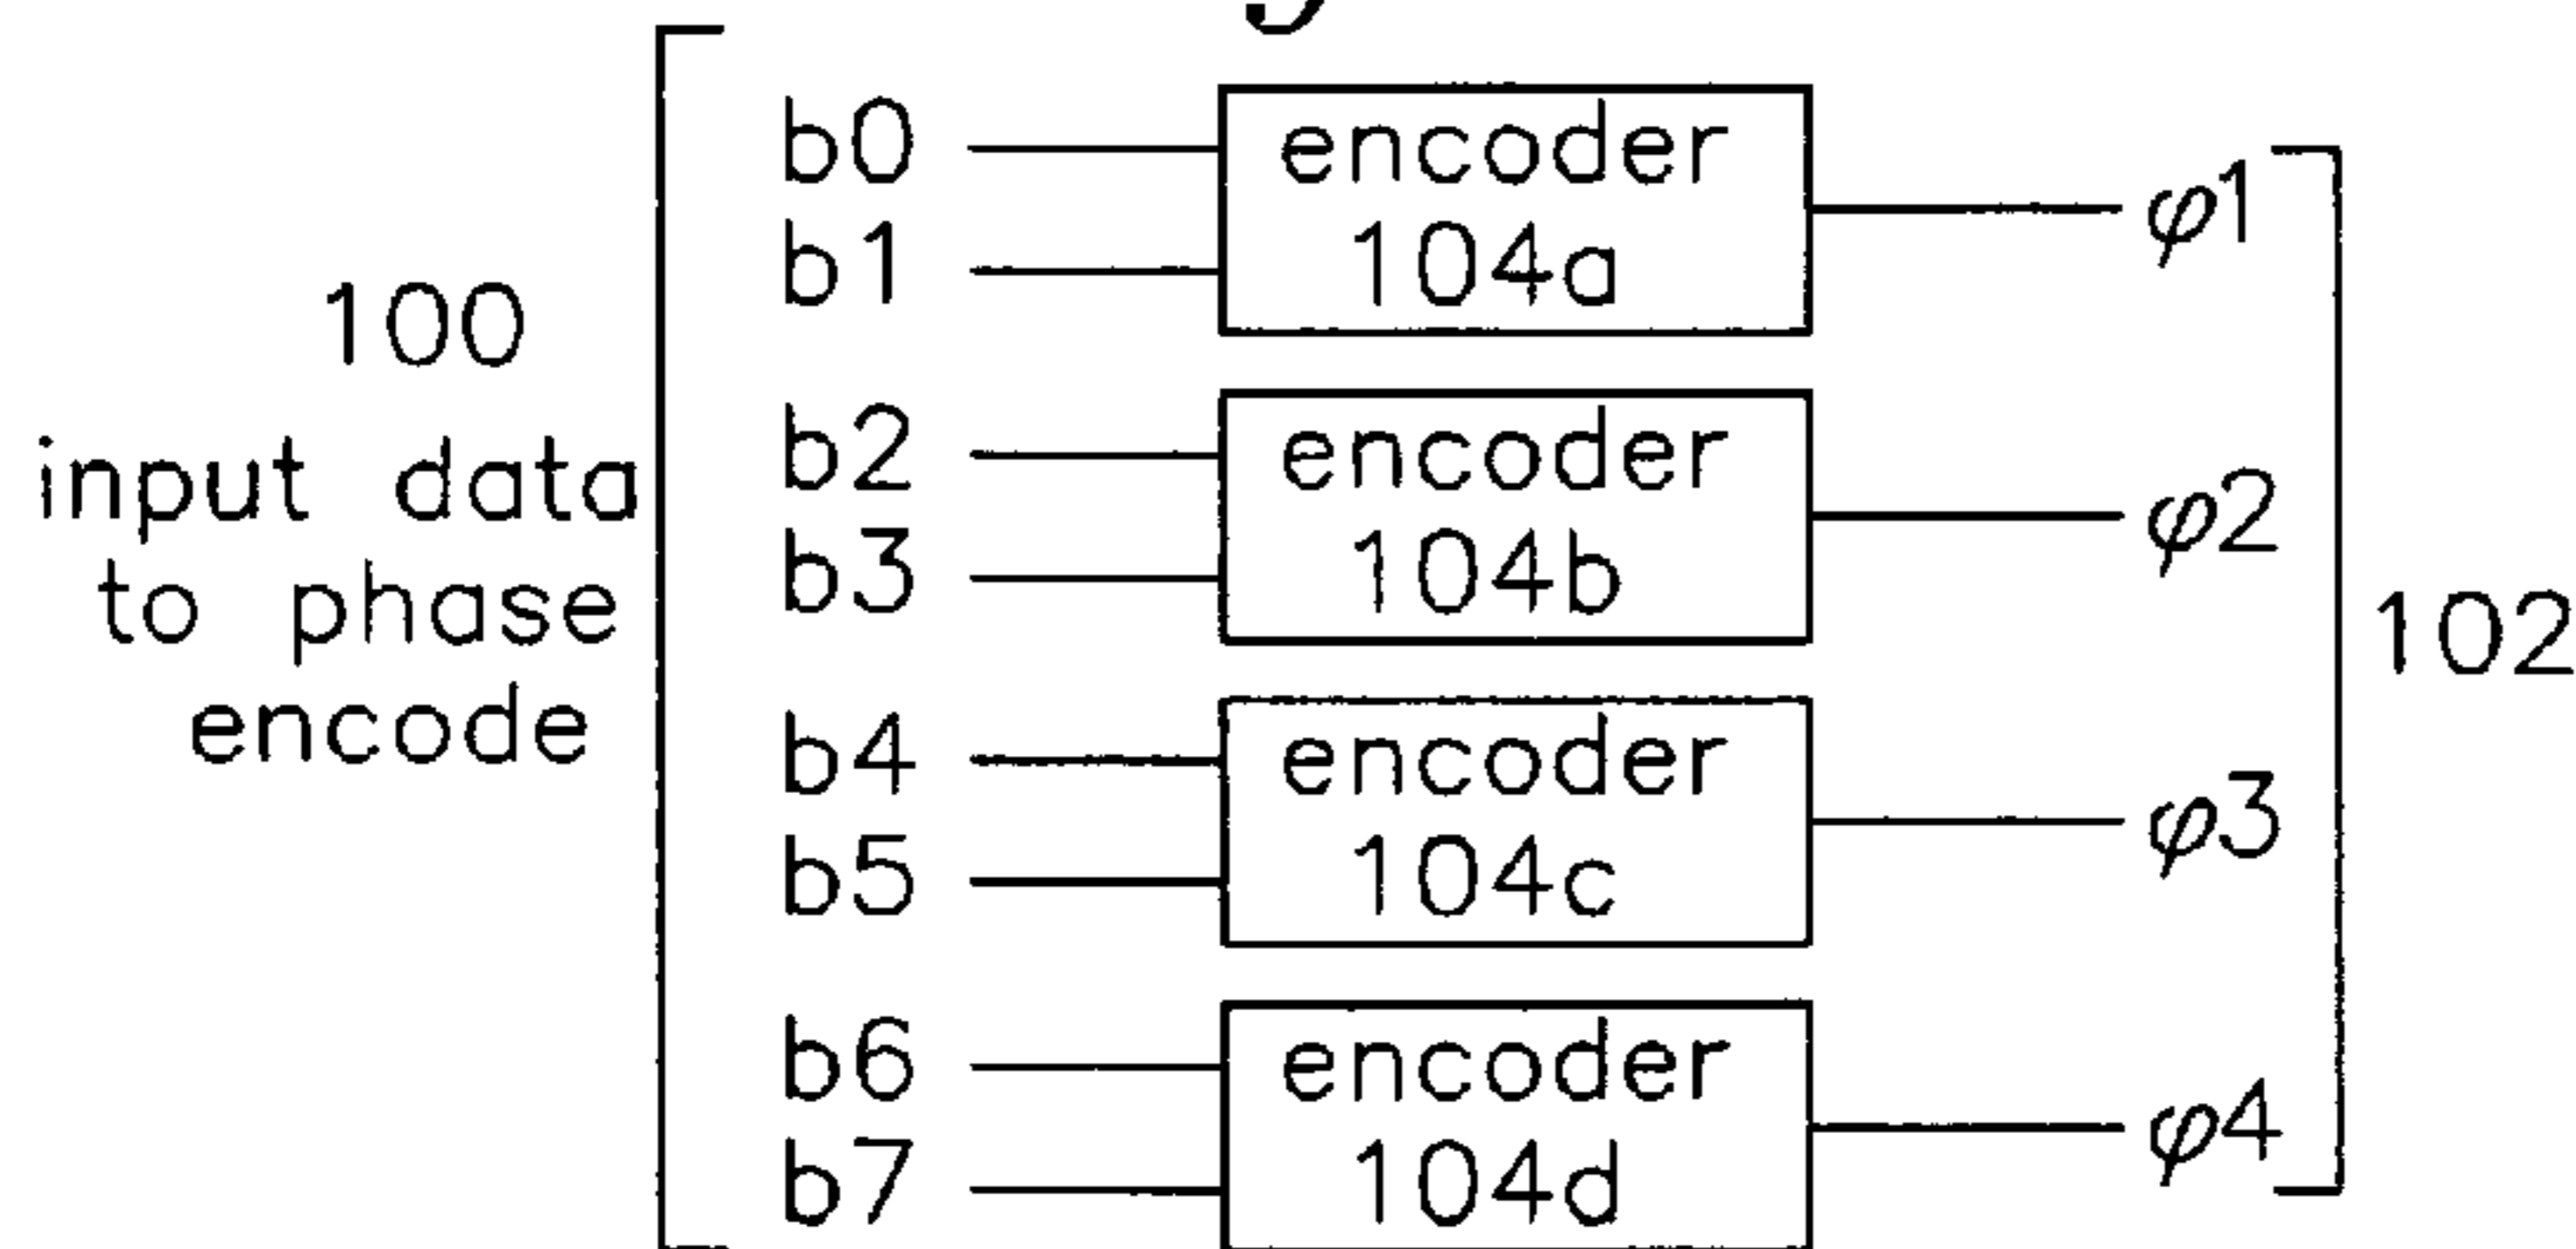 100
input data
to phase
encode
b0
b1
b2
b3
b4
b5
b6
b7
encoder
104a
encoder
104b
encoder
104c
encoder
104d
φ1
φ2
φ3
φ4
102